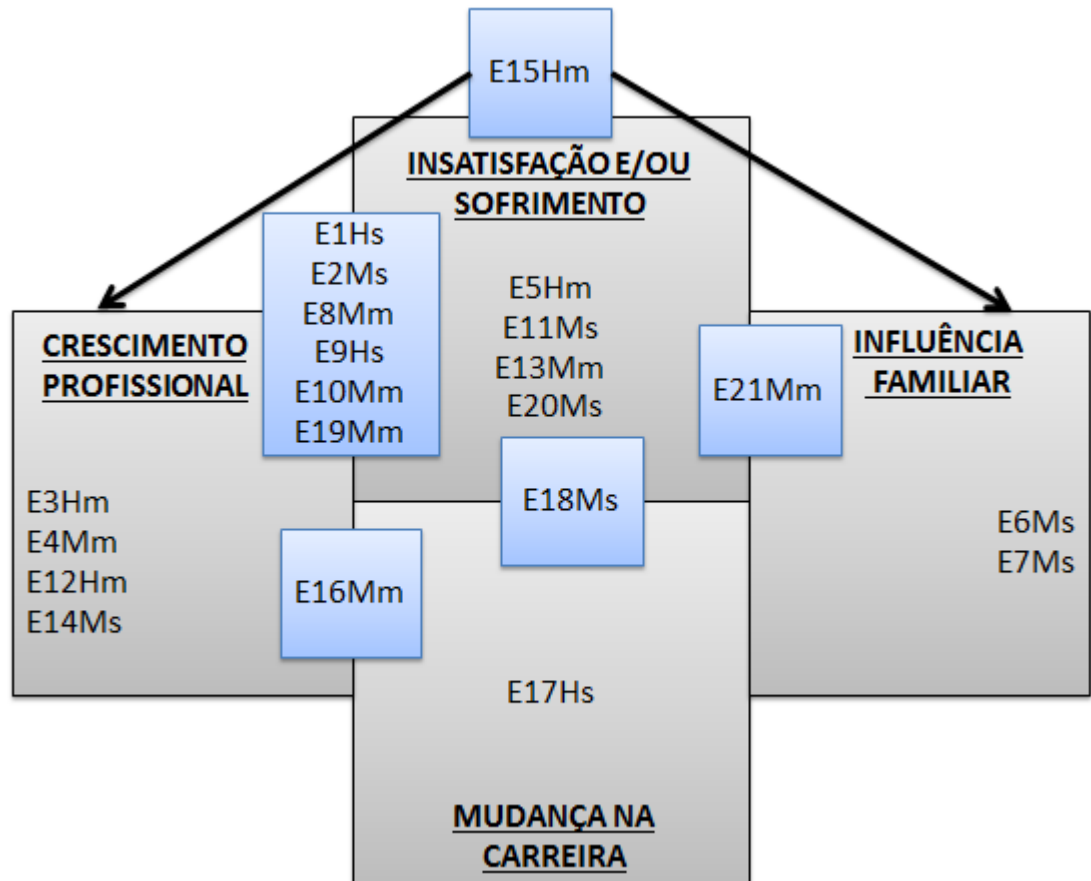 E15Hm
INSATISFAÇÃO E/OU
SOFRIMENTO
E1Hs
E2Ms
E8Mm
E9Hs
E10Mm
E19Mm
E5Hm
E11Ms
E13Mm
E20Ms
CRESCIMENTO
PROFISSIONAL
INFLUÊNCIA
FAMILIAR
E21Mm
E18Ms
E3Hm
E4Mm
E12Hm
E14Ms
E16Mm
E6Ms
E7Ms
E17Hs
MUDANÇA NA
CARREIRA